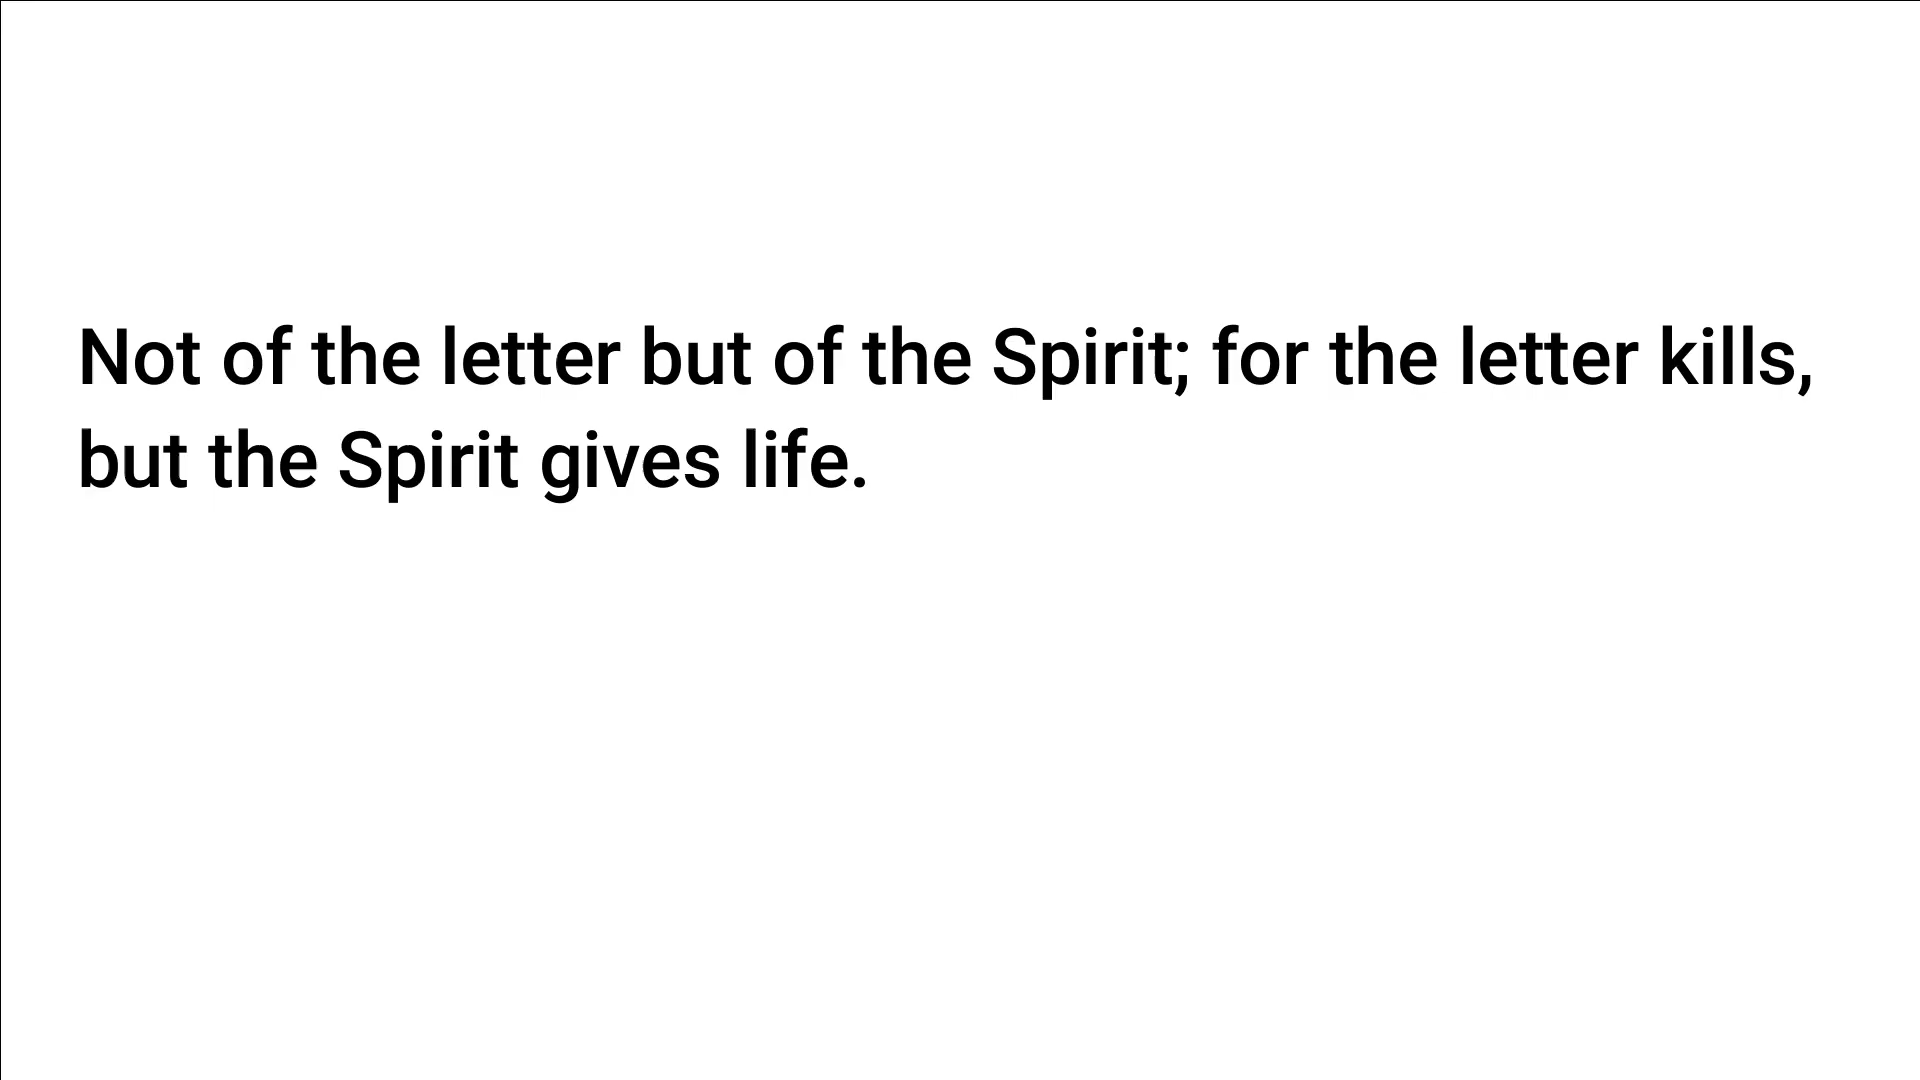 Not of the letter but of the Spirit; for the letter kills,
but the Spirit gives life.